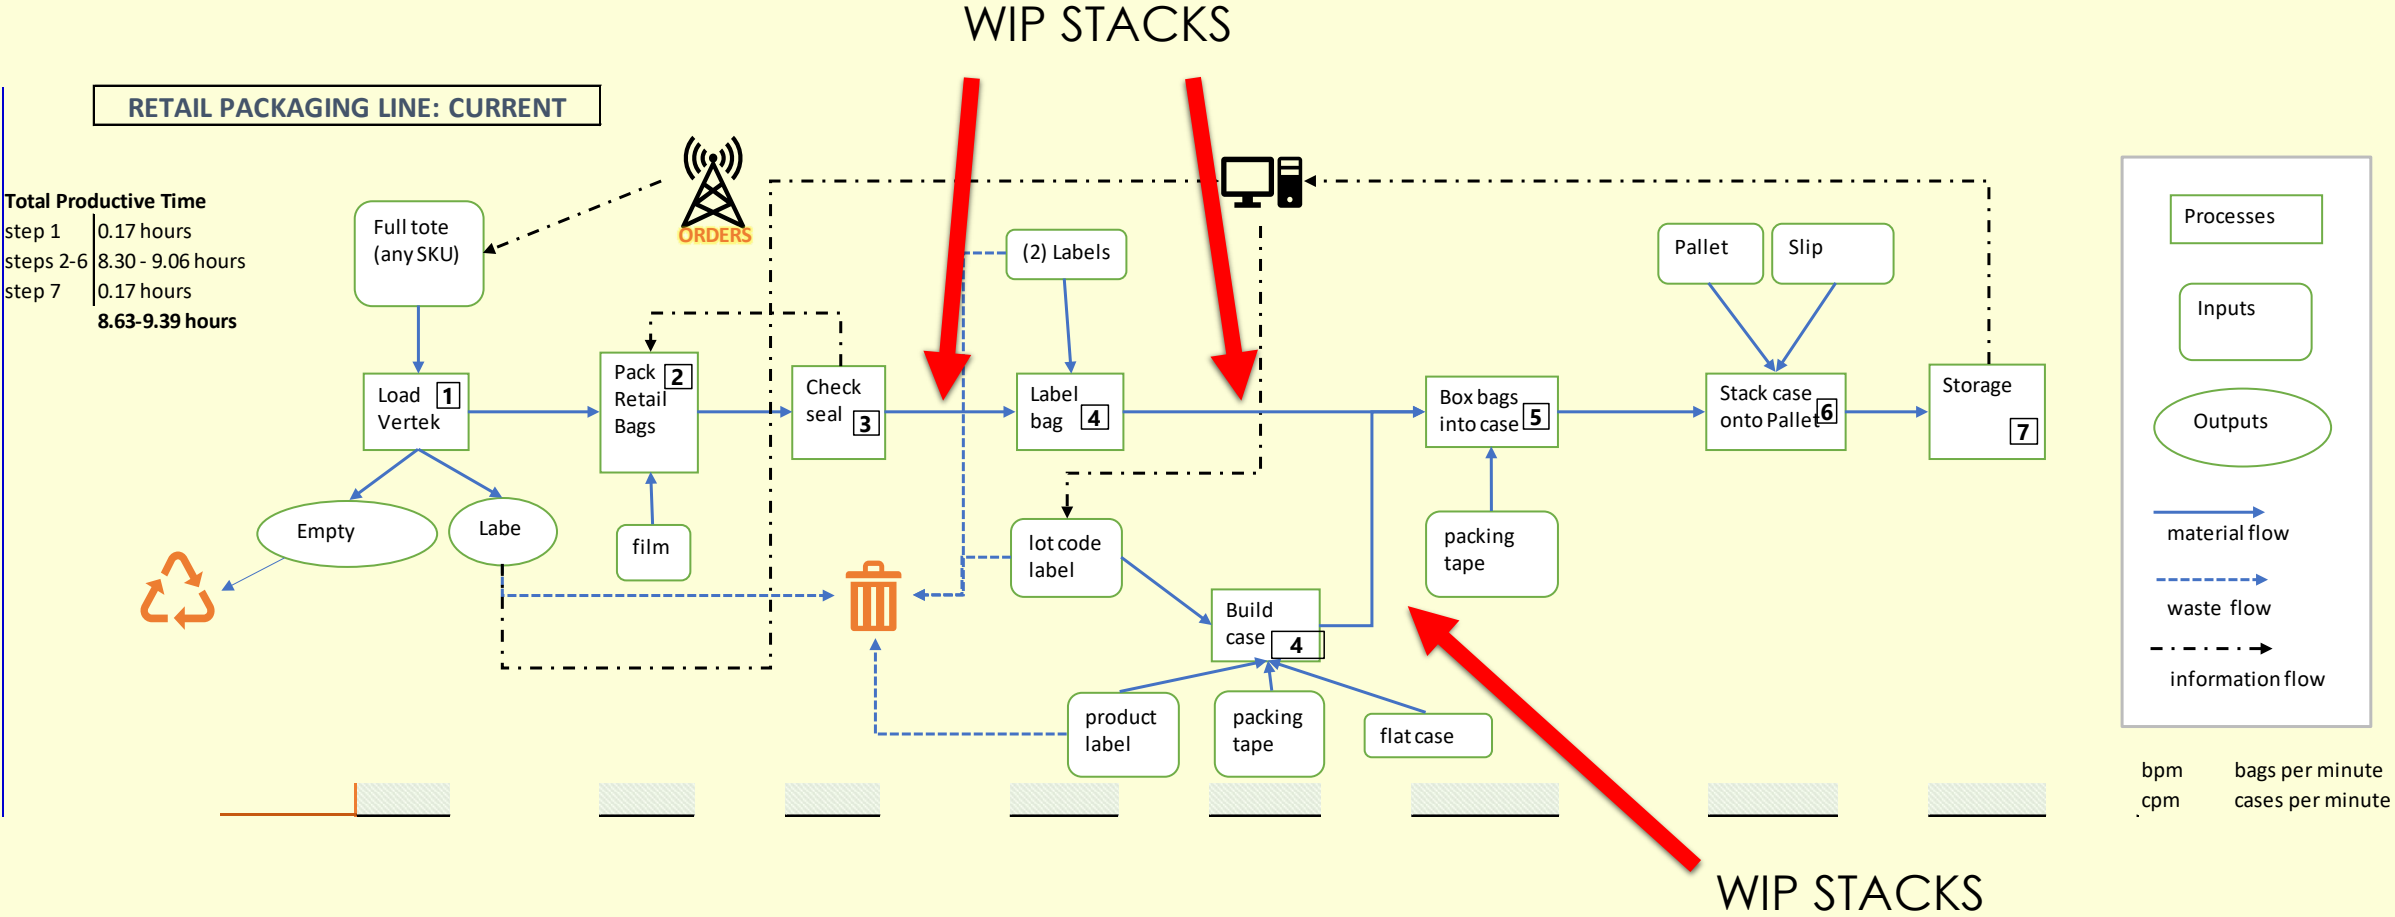 WIP STACKS
RETAIL PACKAGING LINE: CURRENT
Total Productive Time
step 1 0.17 hours
steps 2-6 8.30 - 9.06 hours
step 7 0.17 hours
8.63-9.39 hours
Full tote
(any SKU)
ORDERS
(2) Labels
Pallet
Slip
Load
Vertek
1
Pack
Retail
Bags
2
Check
seal
3
Label
bag
4
Box bags
into case
5
Stack case
onto Pallet
6
Storage
7
Empty
Labe
film
lot code
label
packing
tape
Build
case
4
product
label
packing
tape
flat case
Processes
Inputs
Outputs
material flow
waste flow
information flow
bpm bags per minute
cpm cases per minute
WIP STACKS